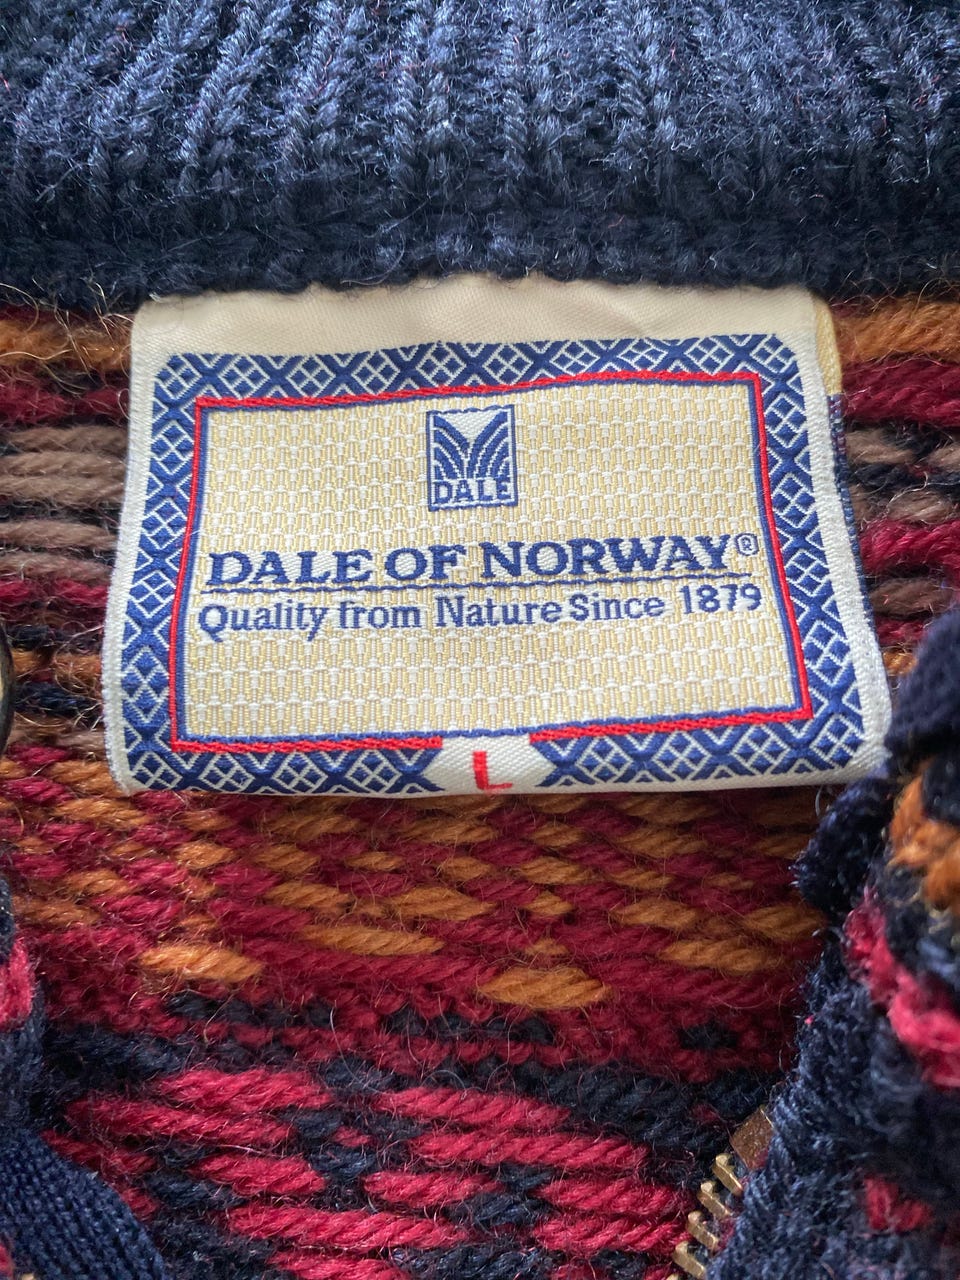 DALE
DALE OF NORWAY®
Quality from Nature Since 1879
L